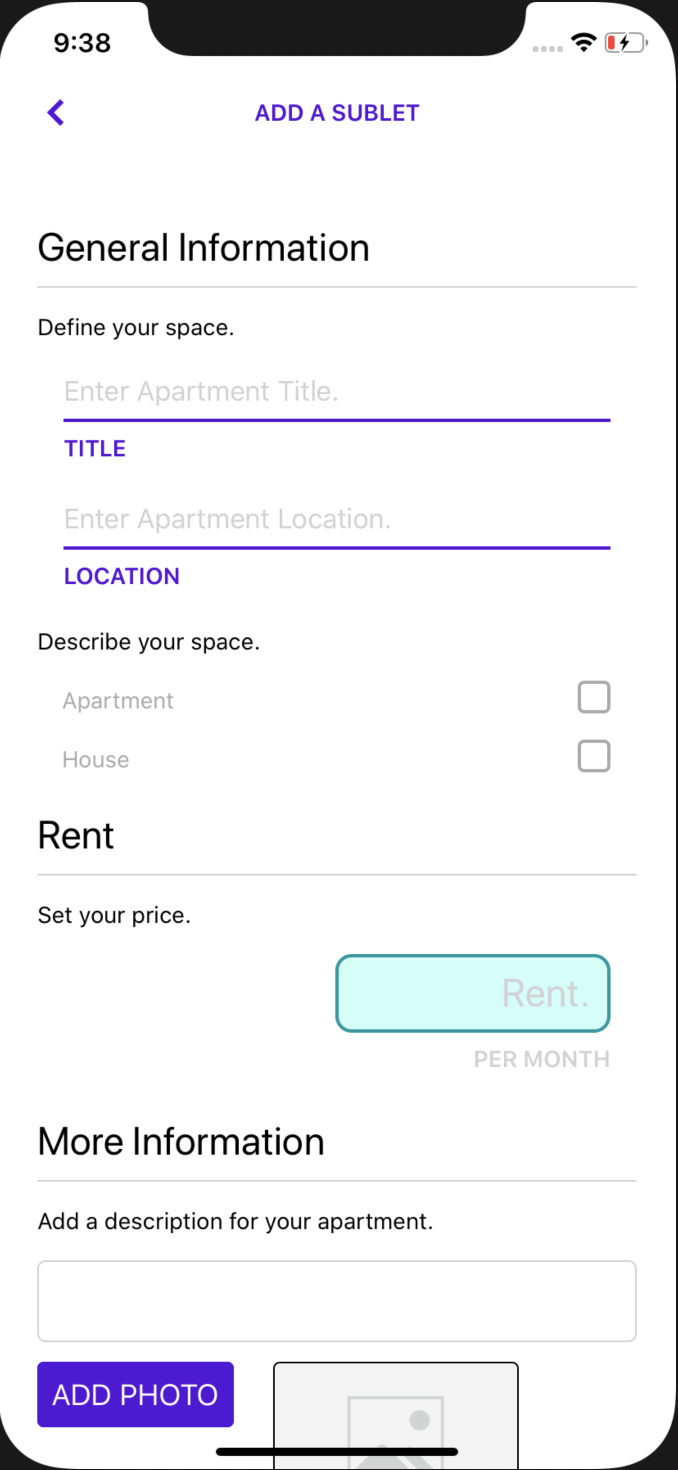 9:38
ADD A SUBLET
General Information
Define your space.
Enter Apartment Title.
TITLE
Enter Apartment Location.
LOCATION
Describe your space.
Apartment
House
Rent
Set your price.
Rent.
PER MONTH
More Information
Add a description for your apartment.
ADD PHOTO